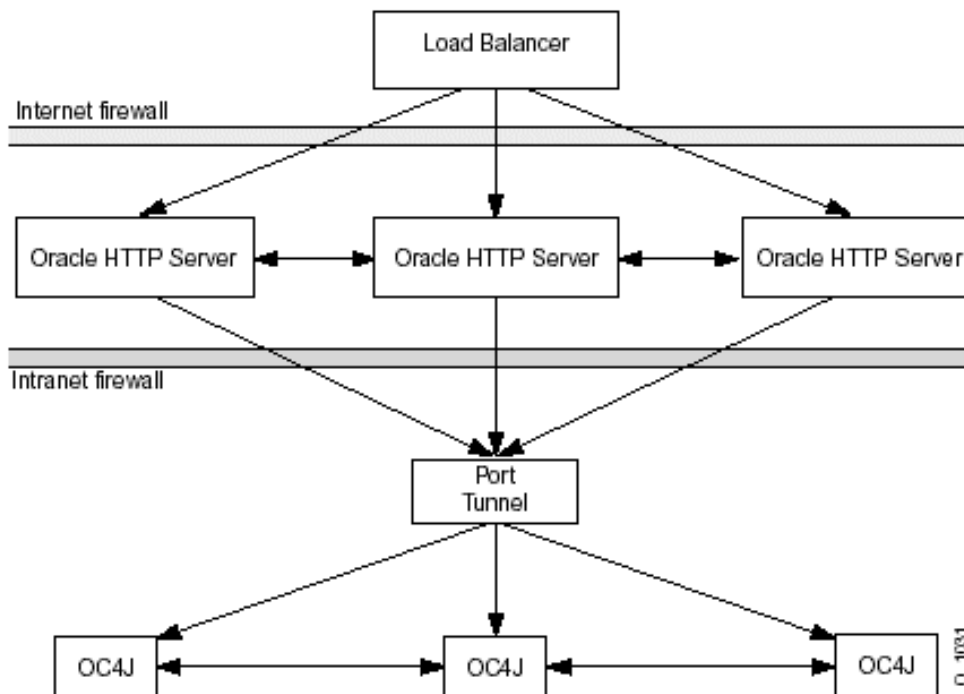 Load Balancer
Internet firewall
Oracle HTTP Server
Oracle HTTP Server
Oracle HTTP Server
Intranet firewall
Port
Tunnel
OC4J
OC4J
OC4J